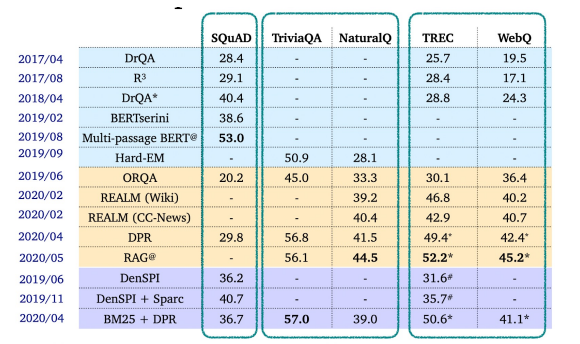 SQuAD TriviaQA NaturalQ TREC WebQ
2017/04 DrQA 28.4 - - 25.7 19.5
2017/08 R³ 29.1 - - 28.4 17.1
2018/04 DrQA* 40.4 - - 28.8 24.3
2019/02 BERTserini 38.6 - - - -
2019/08 Multi-passage BERT@ 53.0 - - - -
2019/09 Hard-EM - 50.9 28.1 - -
2019/06 ORQA 20.2 45.0 33.3 30.1 36.4
2020/02 REALM (Wiki) - - 39.2 46.8 40.2
2020/02 REALM (CC-News) - - 40.4 42.9 40.7
2020/04 DPR 29.8 56.8 41.5 49.4* 42.4*
2020/05 RAG@ - 56.1 44.5 52.2* 45.2*
2019/06 DenSPI 36.2 - - 31.6# -
2019/11 DenSPI + Sparc 40.7 - - 35.7# -
2020/04 BM25 + DPR 36.7 57.0 39.0 50.6* 41.1*